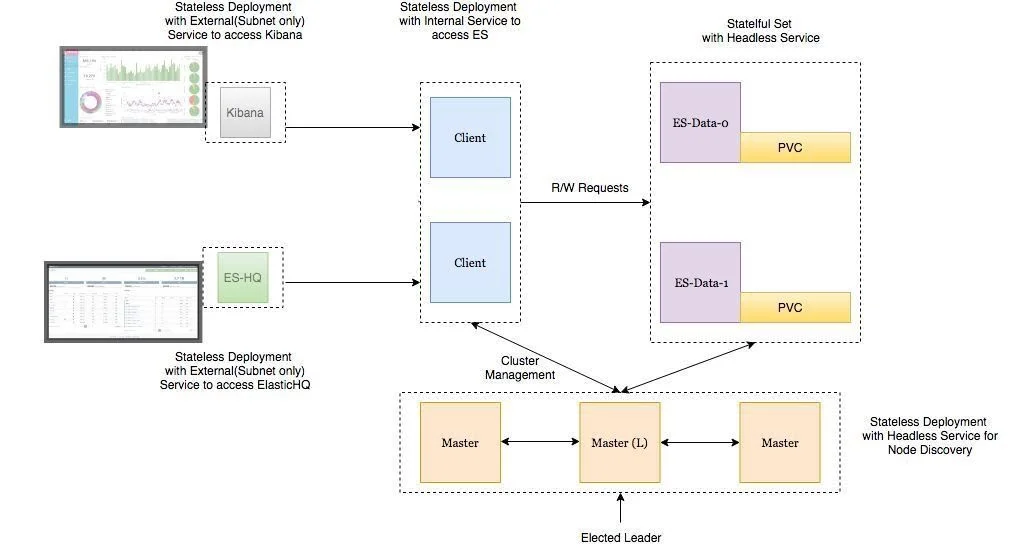 Stateless Deployment
with External(Subnet only)
Service to access Kibana
Stateless Deployment
with Internal Service to
access ES
Statelful Set
with Headless Service
Kibana
Client
ES-Data-0
PVC
R/W Requests
ES-HQ
Client
ES-Data-1
PVC
Stateless Deployment
with External(Subnet only)
Service to access ElasticHQ
Cluster
Management
Master
Master (L)
Master
Stateless Deployment
with Headless Service for
Node Discovery
Elected Leader